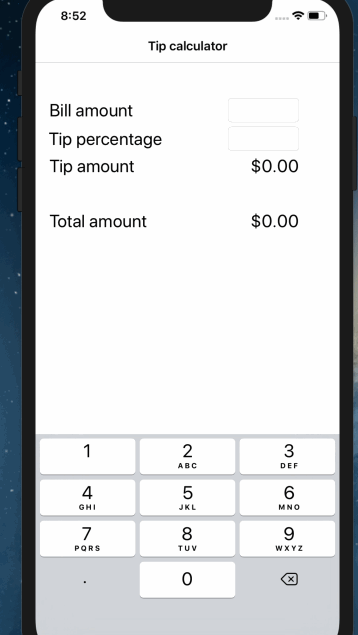 8:52
Tip calculator
Bill amount
Tip percentage
Tip amount $0.00
Total amount $0.00
1 2 3
ABC DEF
4 5 6
GHI JKL MNO
7 8 9
PQRS TUV WXYZ
. 0